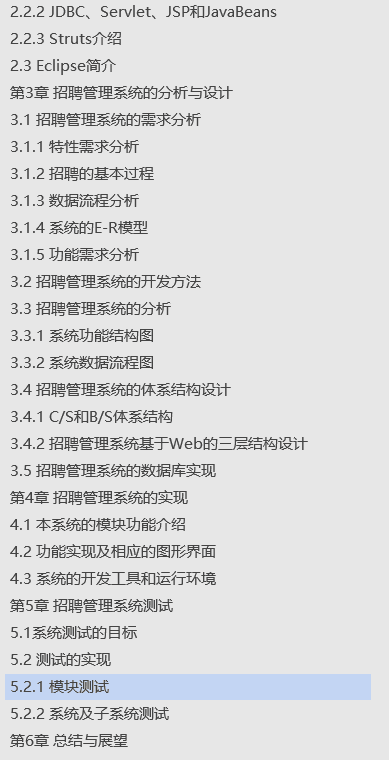 2.2.2 JDBC、Servlet、JSP和JavaBeans
2.2.3 Struts介绍
2.3 Eclipse简介
第3章 招聘管理系统的分析与设计
3.1 招聘管理系统的需求分析
3.1.1 特性需求分析
3.1.2 招聘的基本过程
3.1.3 数据流程分析
3.1.4 系统的E-R模型
3.1.5 功能需求分析
3.2 招聘管理系统的开发方法
3.3 招聘管理系统的分析
3.3.1 系统功能结构图
3.3.2 系统数据流程图
3.4 招聘管理系统的体系结构设计
3.4.1 C/S和B/S体系结构
3.4.2 招聘管理系统基于Web的三层结构设计
3.5 招聘管理系统的数据库实现
第4章 招聘管理系统的实现
4.1 本系统的模块功能介绍
4.2 功能实现及相应的图形界面
4.3 系统的开发工具和运行环境
第5章 招聘管理系统测试
5.1系统测试的目标
5.2 测试的实现
5.2.1 模块测试
5.2.2 系统及子系统测试
第6章 总结与展望